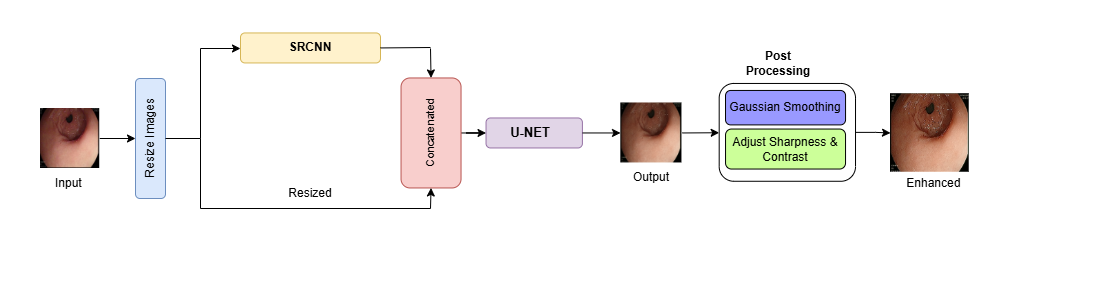 Input
Resize Images
SRCNN
Resized
Concatenated
U-NET
Output
Post
Processing
Gaussian Smoothing
Adjust Sharpness &
Contrast
Enhanced